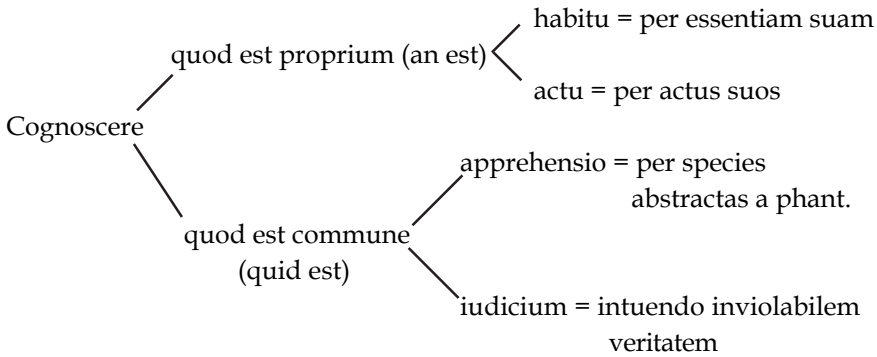 habitu = per essentiam suam
quod est proprium (an est)
actu = per actus suos
Cognoscere
apprehensio = per species
abstractas a phant.
quod est commune
(quid est)
iudicium = intuendo inviolabilem
veritatem